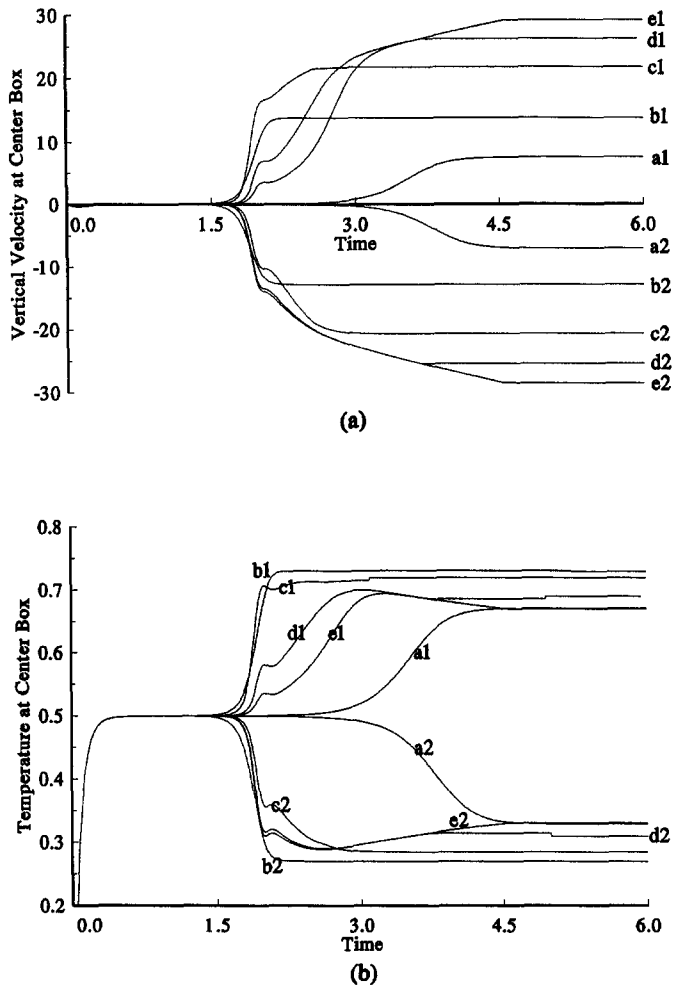 30
20
10
0
-10
-20
-30
Vertical Velocity at Center Box
0.0
1.5
3.0
4.5
6.0
Time
e1
d1
c1
b1
a1
a2
b2
c2
d2
e2
(a)
0.8
0.7
0.6
0.5
0.4
0.3
0.2
Temperature at Center Box
b1
c1
d1
e1
a1
a2
c2
e2
d2
b2
0.0
1.5
3.0
4.5
6.0
Time
(b)